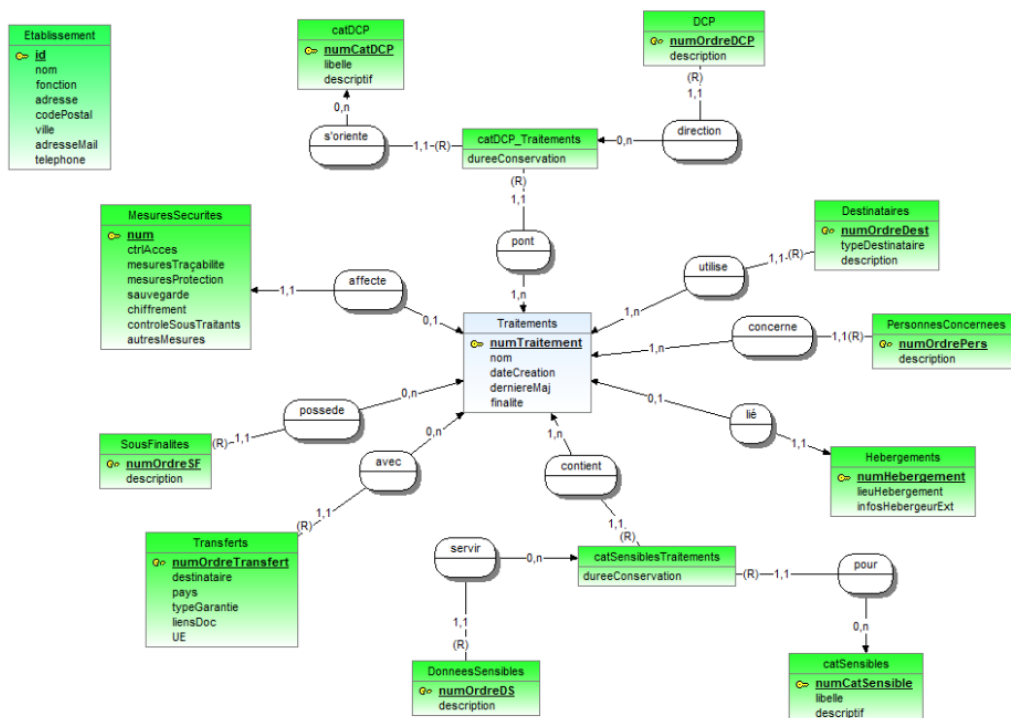 Etablissement
id
nom
fonction
adresse
codePostal
ville
adresseMail
telephone
catDCP
numCatDCP
libelle
descriptif
DCP
numOrdreDCP
description
0,n
(R)
1,1
s'oriente
1,1
(R)
catDCP_Traitements
dureeConservation
0,n
direction
(R)
1,1
pont
1,n
MesuresSecurites
num
ctrlAcces
mesuresTraçabilite
mesuresProtection
sauvegarde
chiffrement
controleSousTraitants
autresMesures
1,1
affecte
0,1
Destinataires
numOrdreDest
typeDestinataire
description
utilise
1,1
(R)
1,n
Traitements
numTraitement
nom
dateCreation
derniereMaj
finalite
concerne
1,1
(R)
1,n
PersonnesConcernees
numOrdrePers
description
possede
0,n
1,1
(R)
SousFinalites
numOrdreSF
description
0,1
lié
1,1
Hebergements
numHebergement
lieuHebergement
infosHebergeurExt
avec
0,n
1,1
(R)
Transferts
numOrdreTransfert
destinataire
pays
typeGarantie
liensDoc
UE
1,n
contient
1,1
(R)
servir
0,n
catSensiblesTraitements
dureeConservation
(R)
1,1
pour
1,1
(R)
0,n
DonneesSensibles
numOrdreDS
description
catSensibles
numCatSensible
libelle
descriptif